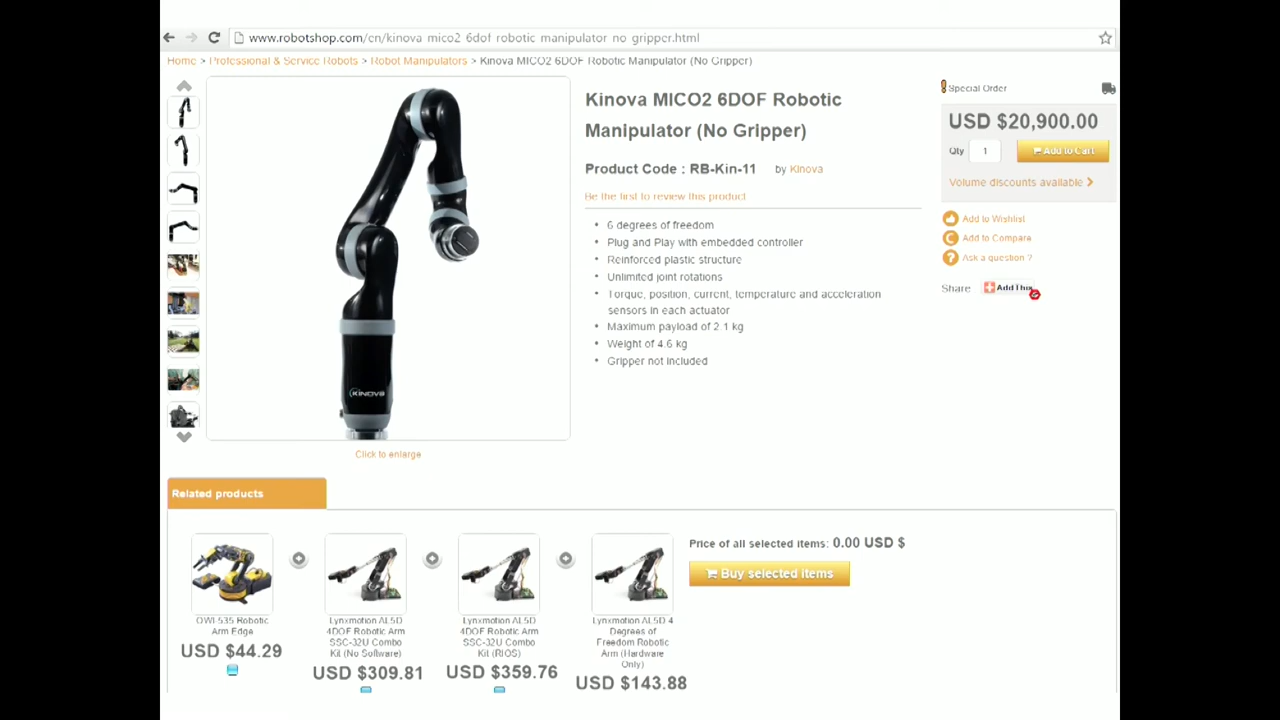 www.robotshop.com/en/kinova mico2 6dof robotic manipulator no gripper.html
Home > Professional & Service Robots > Robot Manipulators > Kinova MICO2 6DOF Robotic Manipulator (No Gripper)
Kinova MICO2 6DOF Robotic
Manipulator (No Gripper)
Product Code : RB-Kin-11 by Kinova
Be the first to review this product
• 6 degrees of freedom
• Plug and Play with embedded controller
• Reinforced plastic structure
• Unlimited joint rotations
• Torque, position, current, temperature and acceleration
sensors in each actuator
• Maximum payload of 2.1 kg
• Weight of 4.6 kg
• Gripper not included
Special Order
USD $20,900.00
Qty 1 Add to Cart
Volume discounts available
Add to Wishlist
Add to Compare
Ask a question ?
Share AddThis
KINOVA
Click to enlarge
Related products
OWI-535 Robotic
Arm Edge
USD $44.29
Lynxmotion AL5D
4DOF Robotic Arm
SSC-32U Combo
Kit (No Software)
USD $309.81
Lynxmotion AL5D
4DOF Robotic Arm
SSC-32U Combo
Kit (RIOS)
USD $359.76
Lynxmotion AL5D 4
Degrees of
Freedom Robotic
Arm (Hardware
Only)
USD $143.88
Price of all selected items: 0.00 USD $
Buy selected items